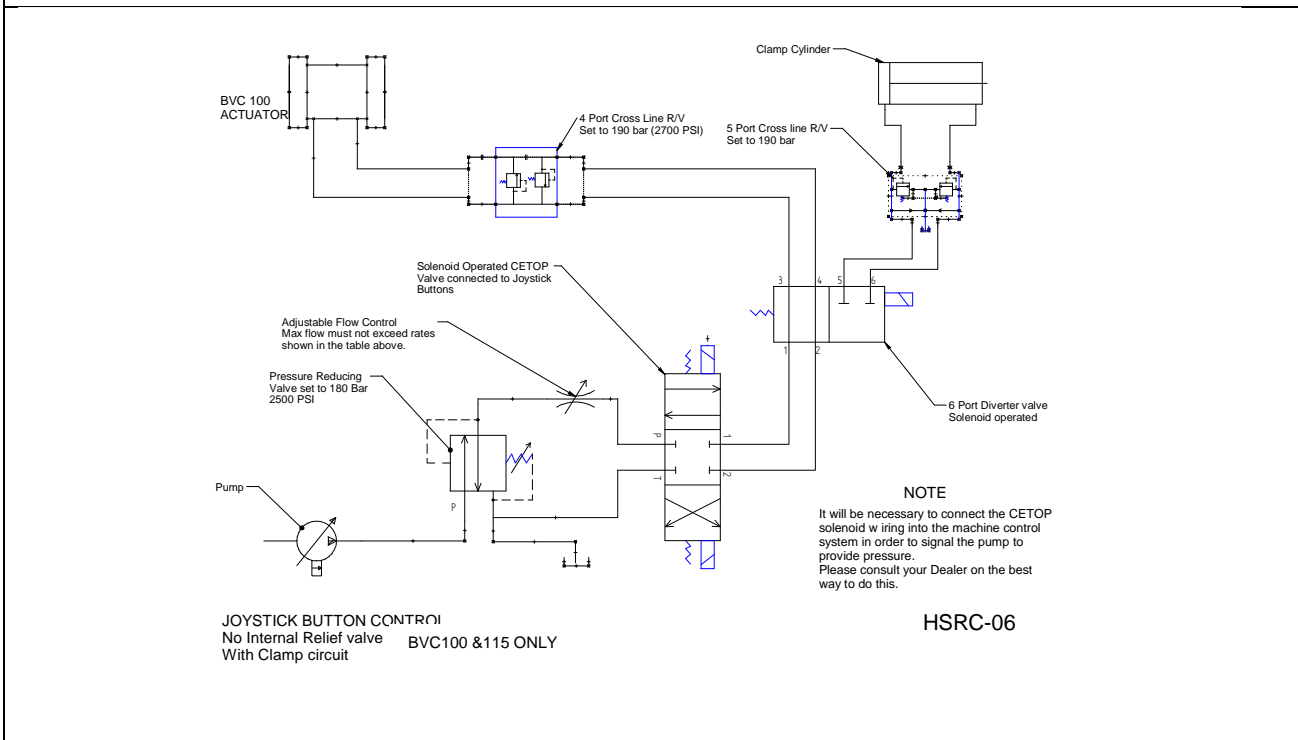 Clamp Cylinder
BVC 100
ACTUATOR
4 Port Cross Line R/V
Set to 190 bar (2700 PSI)
5 Port Cross line R/V
Set to 190 bar
Solenoid Operated CETOP
Valve connected to Joystick
Buttons
3
4
5
6
Adjustable Flow Control
Max flow must not exceed rates
shown in the table above.
1
2
Pressure Reducing
Valve set to 180 Bar
2500 PSI
6 Port Diverter valve
Solenoid operated
P
1
T
2
Pump
P
NOTE
It will be necessary to connect the CETOP
solenoid w iring into the machine control
system in order to signal the pump to
provide pressure.
Please consult your Dealer on the best
way to do this.
JOYSTICK BUTTON CONTROL
No Internal Relief valve
With Clamp circuit
BVC100 &115 ONLY
HSRC-06